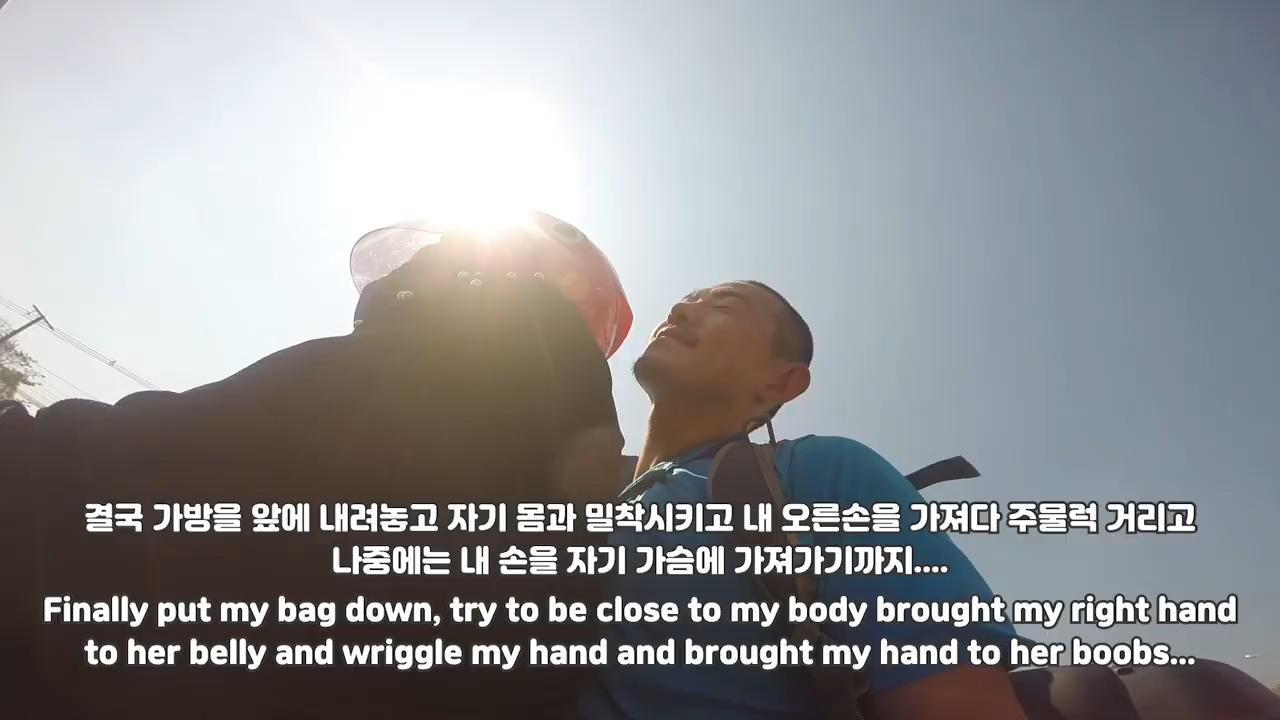 결국 가방을 앞에 내려놓고 자기 몸과 밀착시키고 내 오른손을 가져다 주물럭 거리고
나중에는 내 손을 자기 가슴에 가져가기까지....
Finally put my bag down, try to be close to my body brought my right hand
to her belly and wriggle my hand and brought my hand to her boobs...